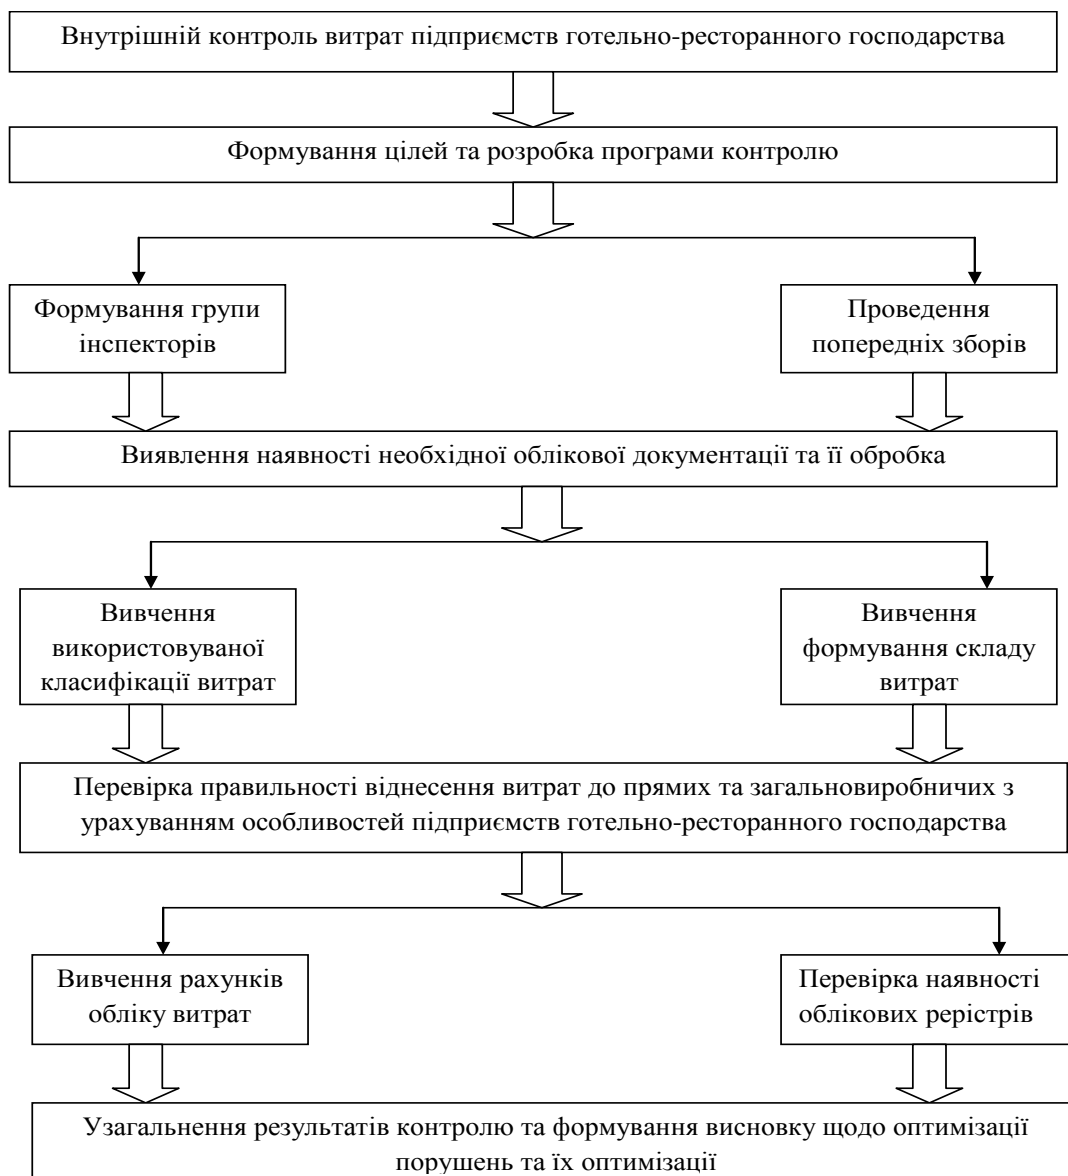 Внутрішній контроль витрат підприємств готельно-ресторанного господарства
Формування цілей та розробка програми контролю
Формування групи
інспекторів
Проведення
попередніх зборів
Виявлення наявності необхідної облікової документації та її обробка
Вивчення
використовуваної
класифікації витрат
Вивчення
формування складу
витрат
Перевірка правильності віднесення витрат до прямих та загальновиробничих з
урахуванням особливостей підприємств готельно-ресторанного господарства
Вивчення рахунків
обліку витрат
Перевірка наявності
облікових рерістрів
Узагальнення результатів контролю та формування висновку щодо оптимізації
порушень та їх оптимізації